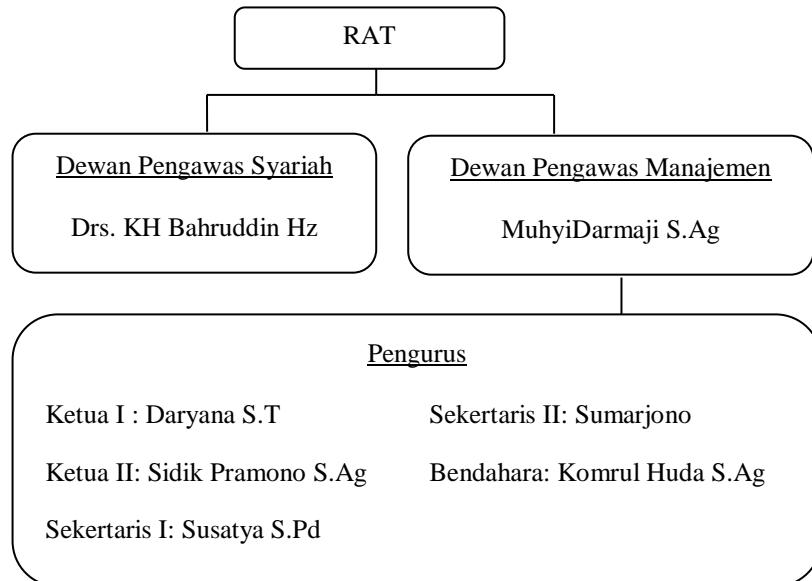 RAT
Dewan Pengawas Syariah
Drs. KH Bahruddin Hz
Dewan Pengawas Manajemen
MuhyiDarmaji S.Ag
Pengurus
Ketua I : Daryana S.T
Ketua II: Sidik Pramono S.Ag
Sekertaris I: Susatya S.Pd
Sekertaris II: Sumarjono
Bendahara: Komrul Huda S.Ag